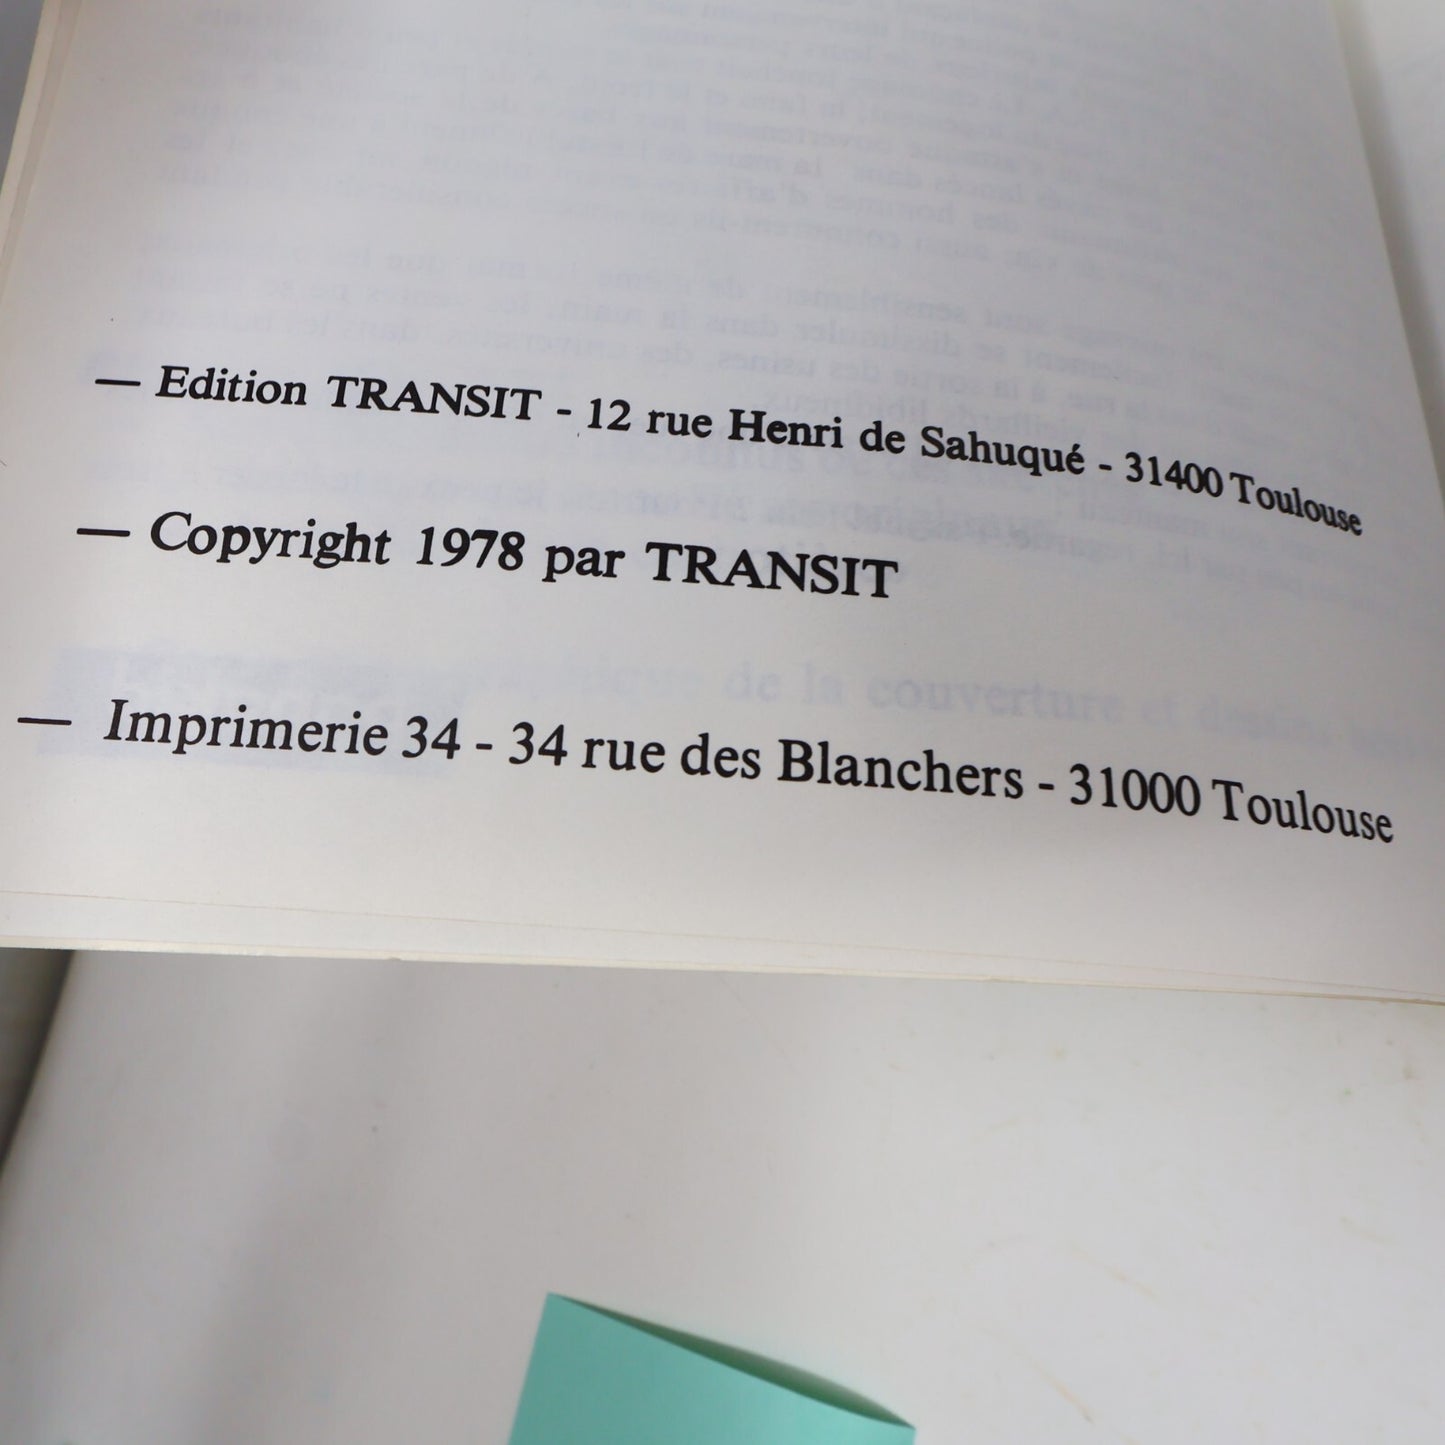 — Edition TRANSIT - 12 rue Henri de Sahuqué - 31400 Toulouse
— Copyright 1978 par TRANSIT
— Imprimerie 34 - 34 rue des Blanchers - 31000 Toulouse